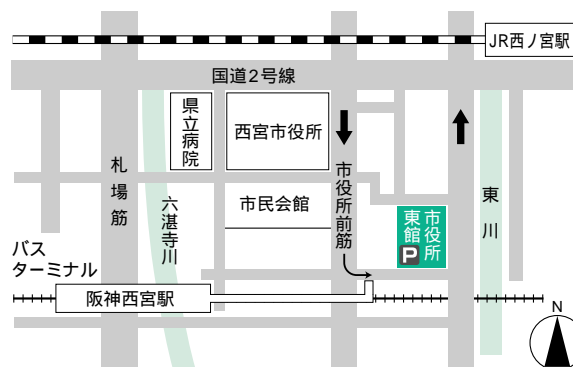 JR西ノ宮駅
国道2号線
県立病院
西宮市役所
札場筋
六湛寺川
市民会館
市役所前筋
市役所
東館
P
東川
バス
ターミナル
阪神西宮駅
N